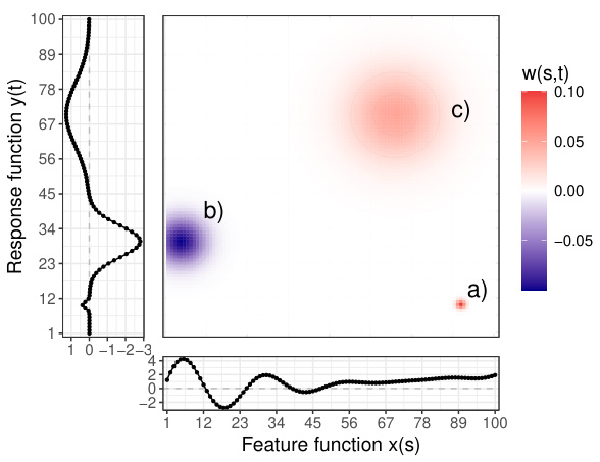 100
89
78
67
56
45
34
23
12
1
Response function y(t)
1 0 −1−2−3
c)
b)
a)
w(s,t)
0.10
0.05
0.00
−0.05
4
2
0
−2
1 12 23 34 45 56 67 78 89 100
Feature function x(s)